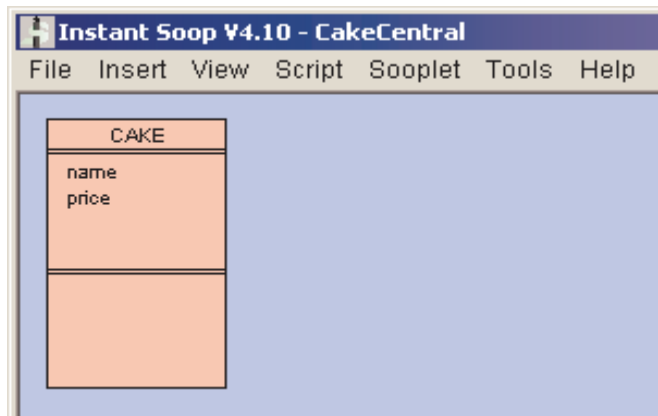 Instant Soop V4.10 - CakeCentral
File Insert View Script Sooplet Tools Help
CAKE
name
price